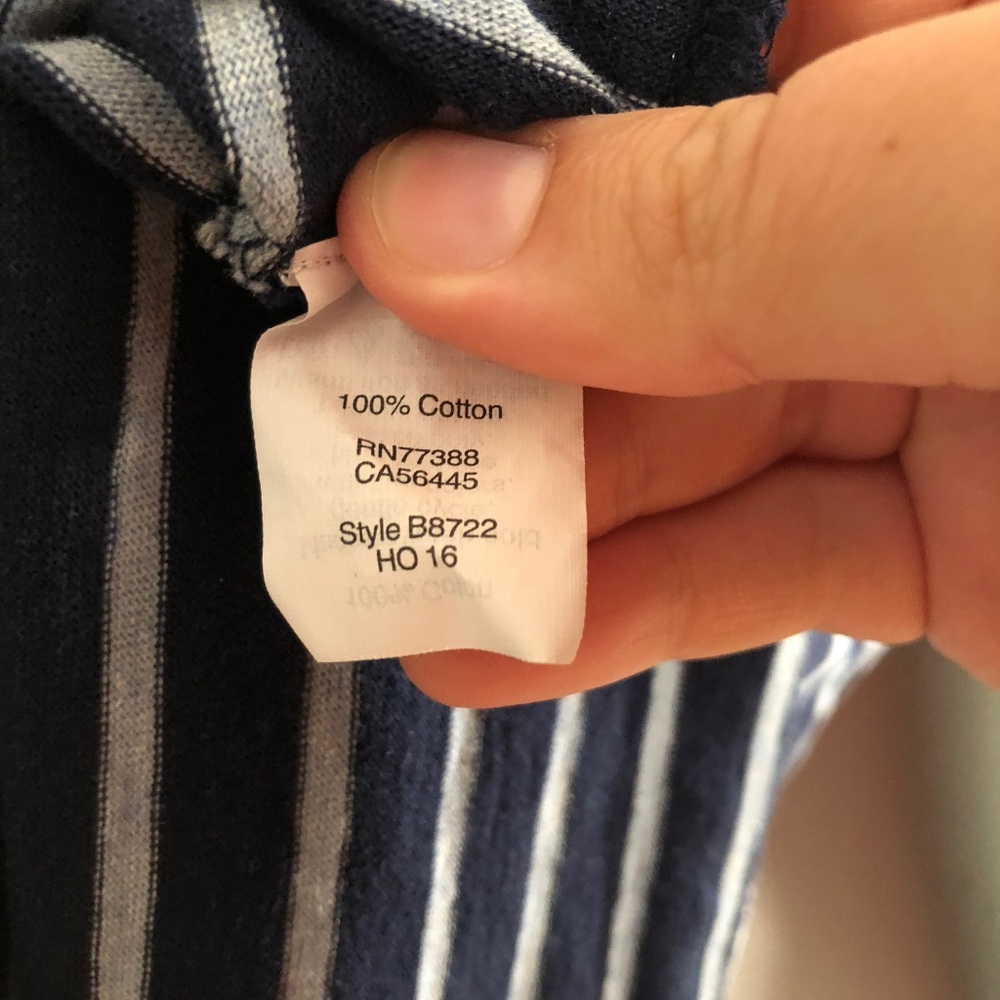 100% Cotton
RN77388
CA56445
Style B8722
HO 16